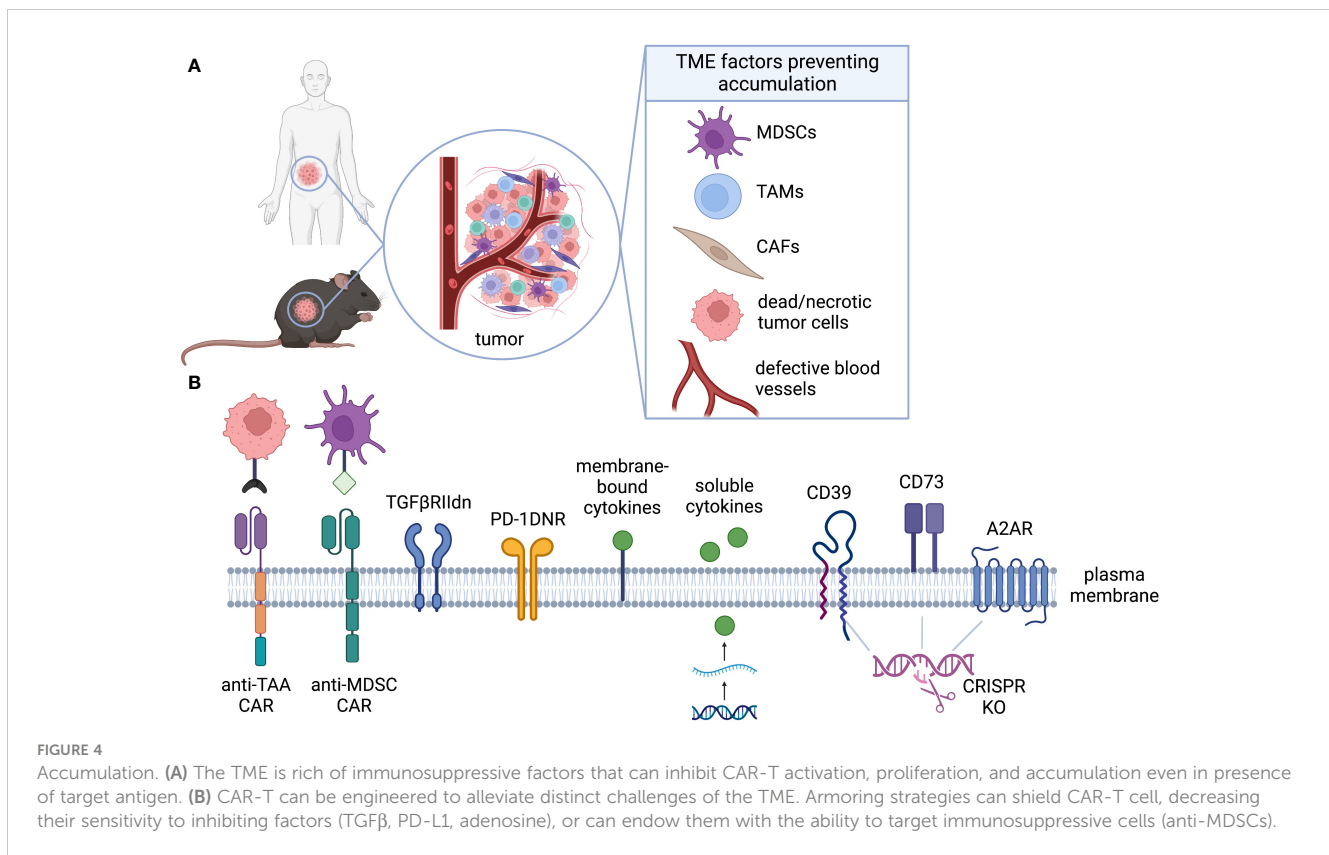 A
TME factors preventing
accumulation
MDSCs
TAMs
CAFs
dead/necrotic
tumor cells
defective blood
vessels
tumor
B
TGFβRIIdn
PD-1DNR
membrane-
bound
cytokines
soluble
cytokines
CD39
CD73
A2AR
plasma
membrane
anti-TAA
CAR
anti-MDSC
CAR
CRISPR
KO
FIGURE 4
Accumulation. (A) The TME is rich of immunosuppressive factors that can inhibit CAR-T activation, proliferation, and accumulation even in presence
of target antigen. (B) CAR-T can be engineered to alleviate distinct challenges of the TME. Armoring strategies can shield CAR-T cell, decreasing
their sensitivity to inhibiting factors (TGFβ, PD-L1, adenosine), or can endow them with the ability to target immunosuppressive cells (anti-MDSCs).